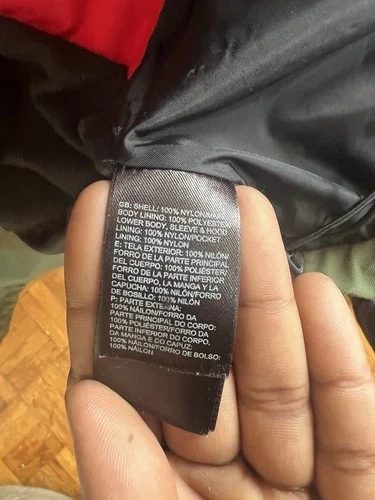 GB: SHELL: 100% NYLON/MAIN
BODY LINING: 100% POLYESTER/
LOWER BODY, SLEEVE & HOOD
LINING: 100% NYLON/POCKET
LINING: 100% NYLON
E: TELA EXTERIOR: 100% NILÓN/
FORRO DE LA PARTE PRINCIPAL
DEL CUERPO: 100% POLIÉSTER/
FORRO DE LA PARTE INFERIOR
DEL CUERPO, LA MANGA Y LA
CAPUCHA: 100% NILÓN/FORRO
DE BOLSILLO: 100% NILÓN
P: PARTE EXTERNA:
100% NÁILON/FORRO DA
PARTE PRINCIPAL DO CORPO:
100% POLIÉSTER/FORRO DA
PARTE INFERIOR DO CORPO,
DA MANGA E DO CAPUZ:
100% NÁILON/FORRO DE BOLSO:
100% NÁILON